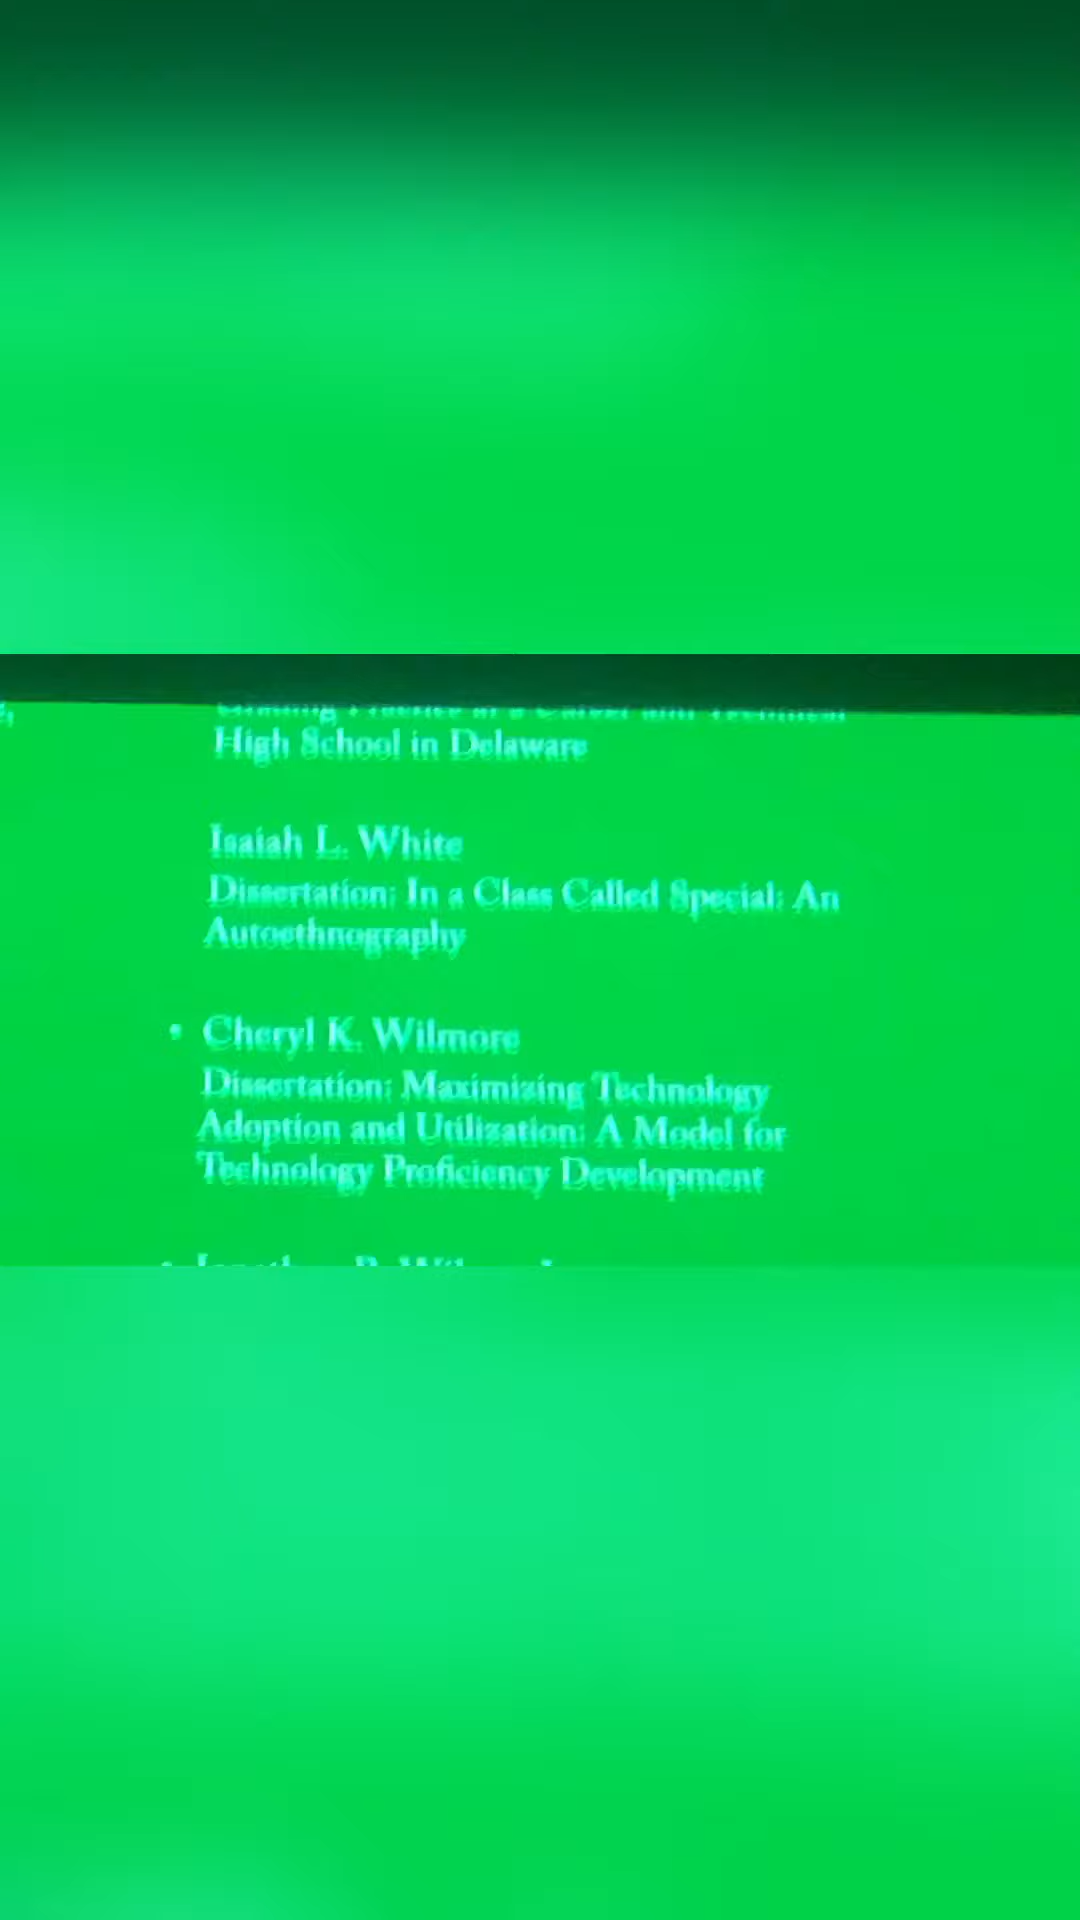 High School in Delaware
Isaiah L. White
Dissertation: In a Class Called Special: An
Autoethnography
• Cheryl K. Wilmore
Dissertation: Maximizing Technology
Adoption and Utilization: A Model for
Technology Proficiency Development